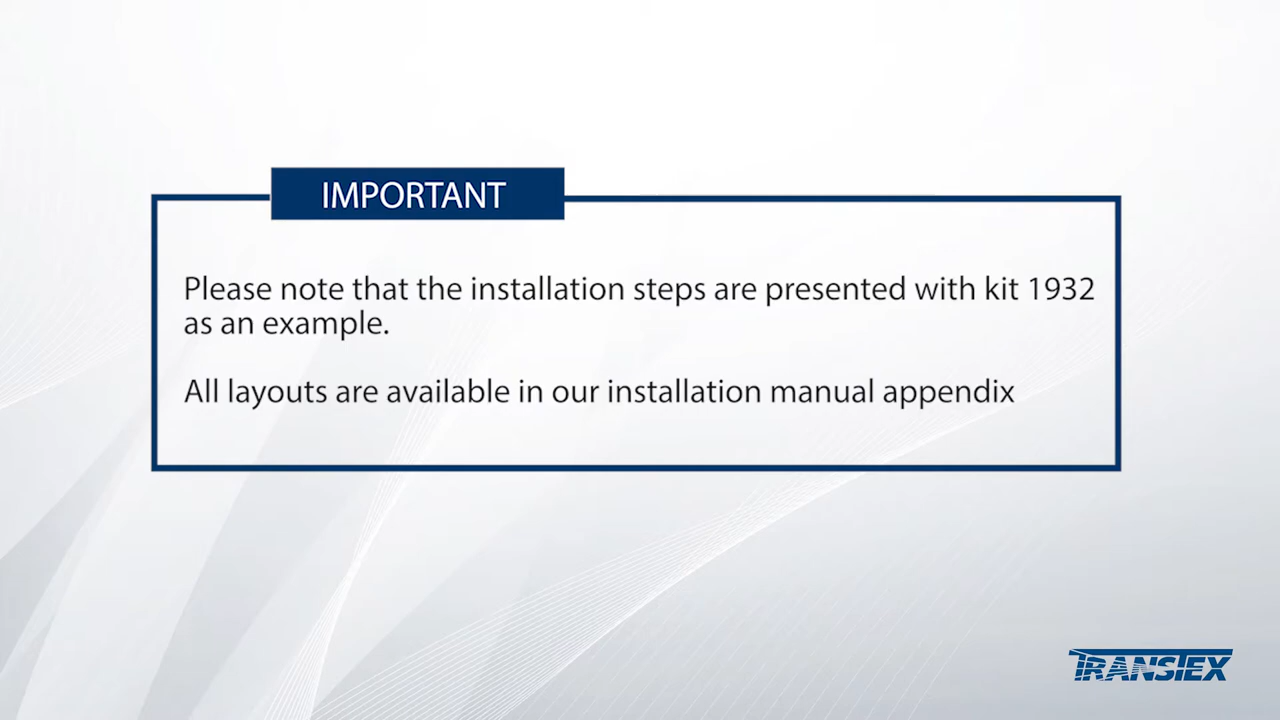 IMPORTANT
Please note that the installation steps are presented with kit 1932
as an example.
All layouts are available in our installation manual appendix
TRANSTEX